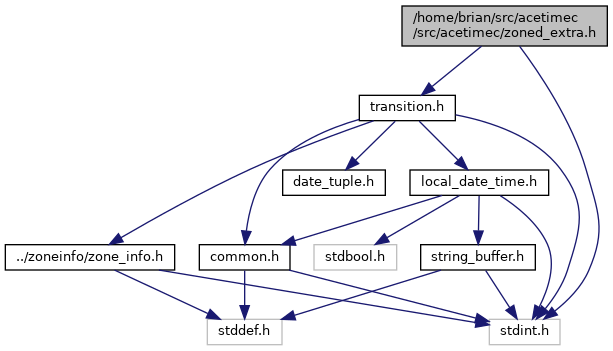 /home/brian/src/acetimec
/src/acetimec/zoned_extra.h
transition.h
date_tuple.h
local_date_time.h
../zoneinfo/zone_info.h
common.h
stdbool.h
string_buffer.h
stddef.h
stdint.h